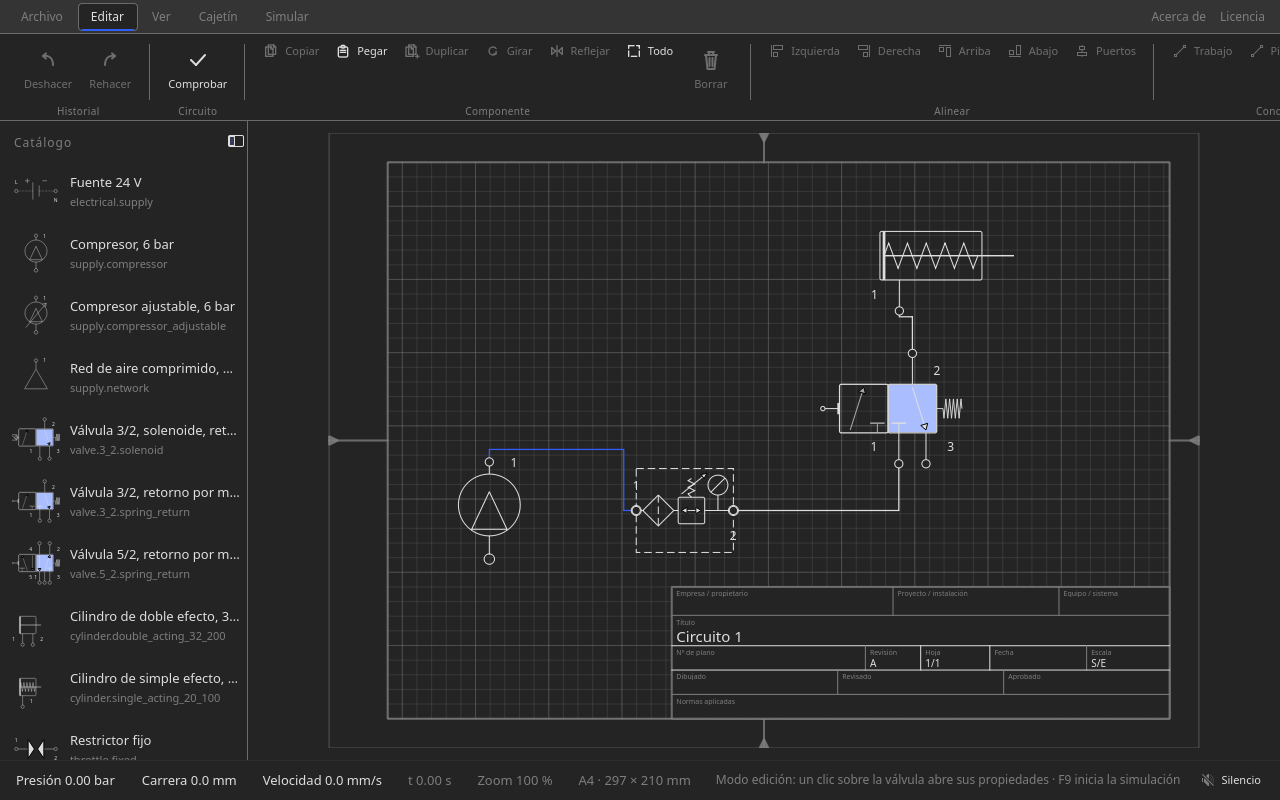 Archivo Editar Ver Cajetín Simular Acerca de Licencia
Copiar Pegar Duplicar Girar Reflejar Todo Izquierda Derecha Arriba Abajo Puertos Trabajo
Deshacer Rehacer Comprobar Borrar
Historial Circuito Componente Alinear
Catálogo
Fuente 24 V
electrical.supply
Compresor, 6 bar
supply.compressor
Compresor ajustable, 6 bar
supply.compressor_adjustable
Red de aire comprimido, ...
supply.network
Válvula 3/2, solenoide, ret...
valve.3_2.solenoid
Válvula 3/2, retorno por m...
valve.3_2.spring_return
Válvula 5/2, retorno por m...
valve.5_2.spring_return
Cilindro de doble efecto, 3...
cylinder.double_acting_32_200
Cilindro de simple efecto, ...
cylinder.single_acting_20_100
Restrictor fijo
throttle.fixed
1
2
1 3
1
1
2
Empresa / propietario Proyecto / instalación Equipo / sistema
Título
Circuito 1
Nº de plano Revisión Hoja Fecha Escala
A 1/1 S/E
Dibujado Revisado Aprobado
Normas aplicadas
Presión 0.00 bar Carrera 0.0 mm Velocidad 0.0 mm/s t 0.00 s Zoom 100 % A4 · 297 × 210 mm Modo edición: un clic sobre la válvula abre sus propiedades · F9 inicia la simulación Silencio